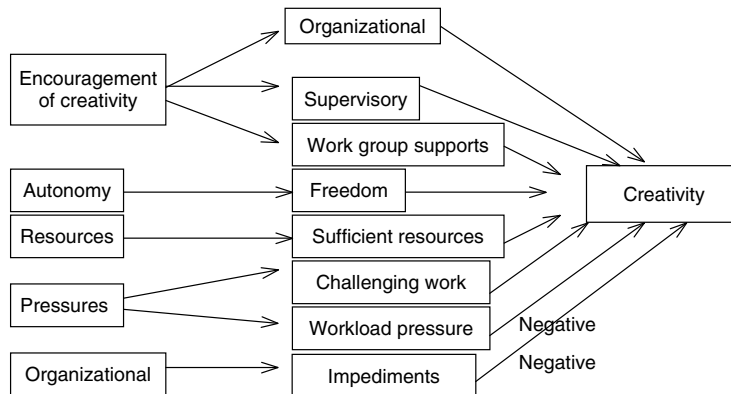 Organizational
Encouragement
of creativity
Supervisory
Work group supports
Autonomy
Freedom
Creativity
Resources
Sufficient resources
Challenging work
Pressures
Workload pressure
Negative
Negative
Organizational
Impediments